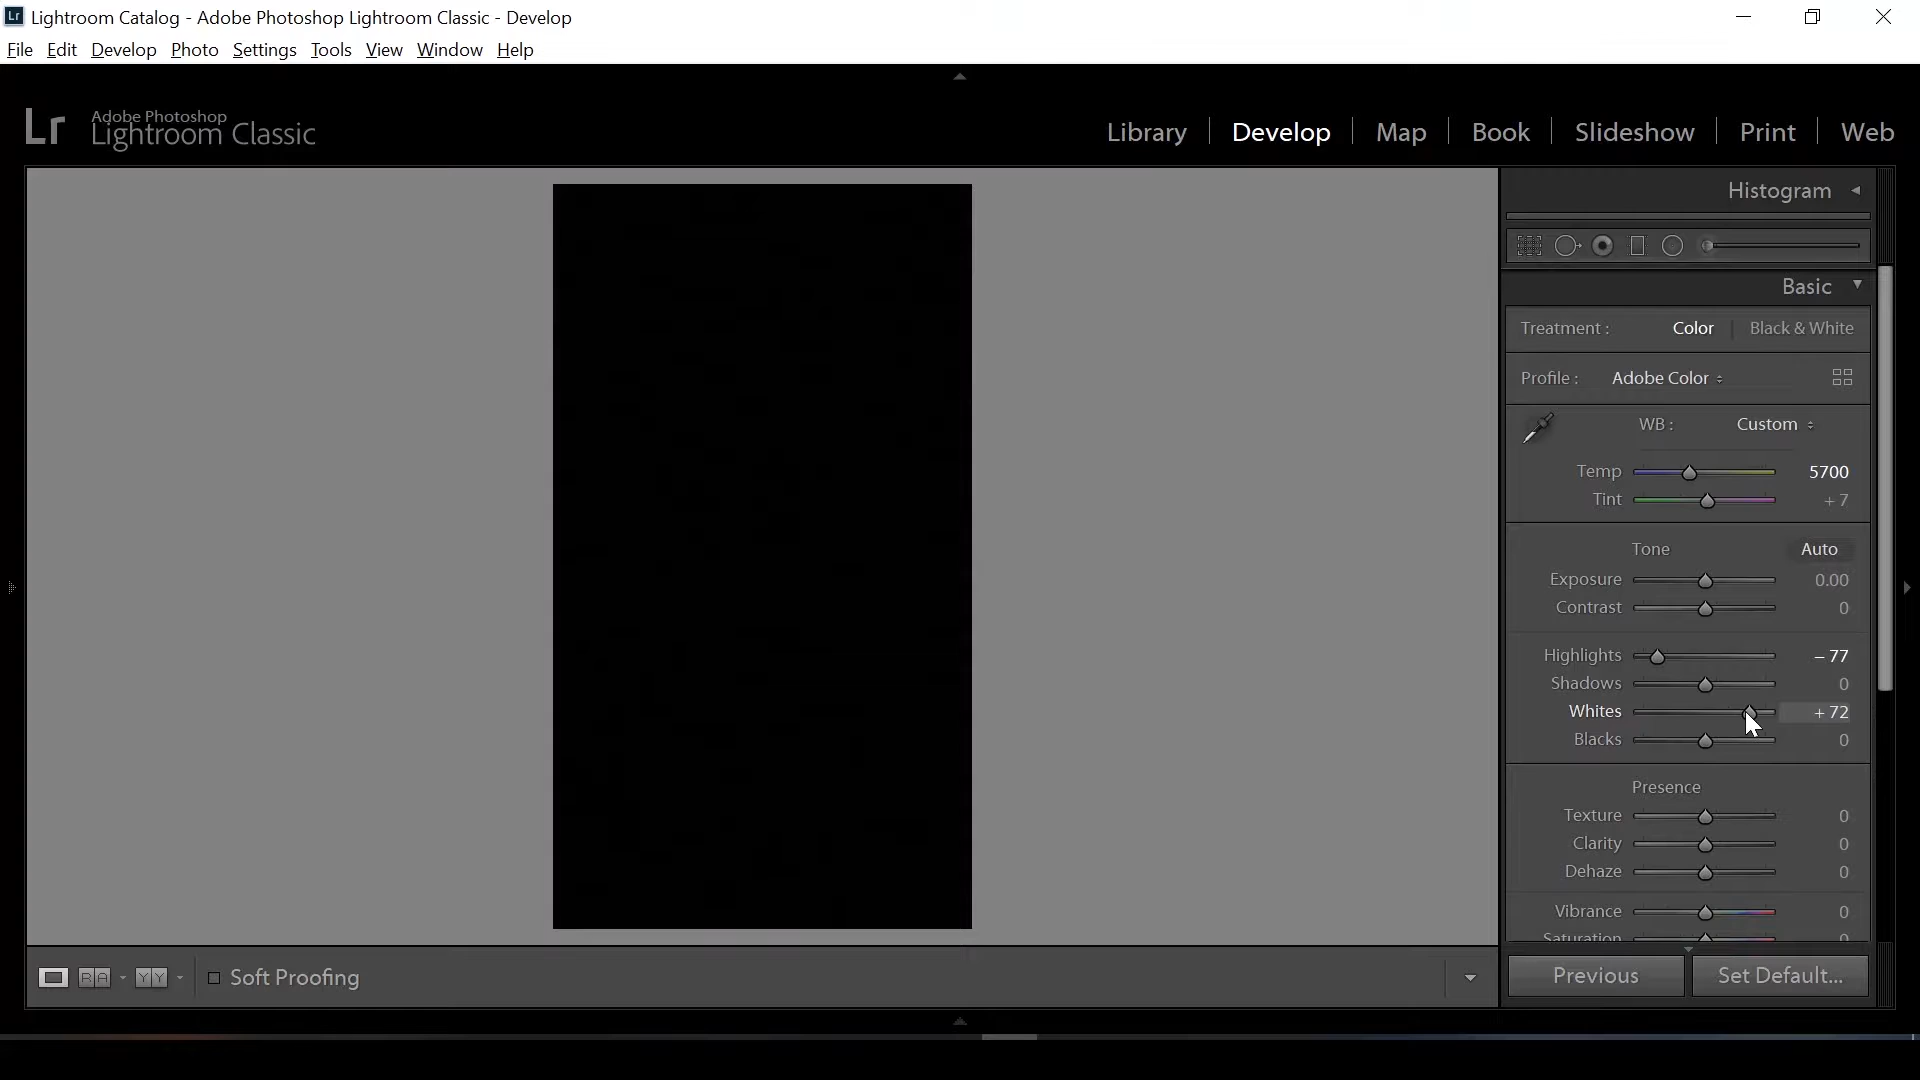 Lr Lightroom Catalog - Adobe Photoshop Lightroom Classic - Develop
File Edit Develop Photo Settings Tools View Window Help
Lr Adobe Photoshop
Lightroom Classic
Library Develop Map Book Slideshow Print Web
Histogram
Basic
Treatment : Color Black & White
Profile : Adobe Color
WB : Custom
Temp 5700
Tint + 7
Tone Auto
Exposure 0.00
Contrast 0
Highlights – 77
Shadows 0
Whites + 72
Blacks 0
Presence
Texture 0
Clarity 0
Dehaze 0
Vibrance 0
Saturation 0
R A Y Y Soft Proofing
Previous Set Default...